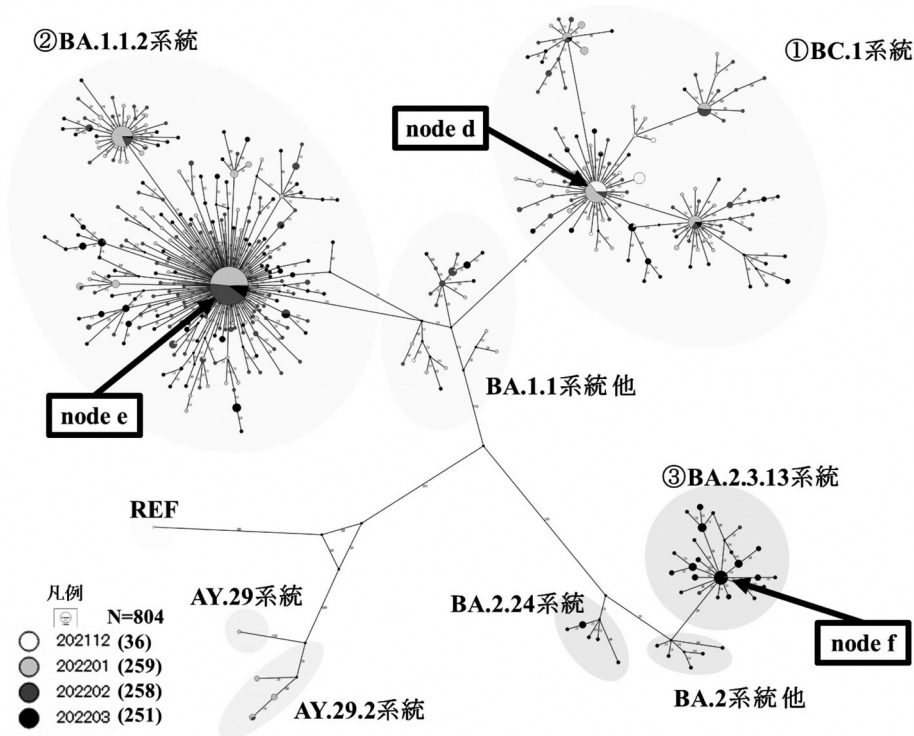 ②BA.1.1.2系統
①BC.1系統
node d
node e
BA.1.1系統他
③BA.2.3.13系統
REF
AY.29系統
BA.2.24系統
node f
BA.2系統他
AY.29.2系統
凡例
N=804
202112 (36)
202201 (259)
202202 (258)
202203 (251)